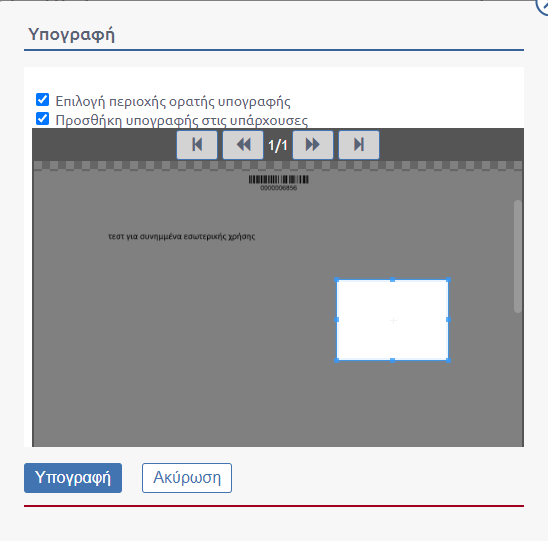 Υπογραφή
Επιλογή περιοχής ορατής υπογραφής
Προσθήκη υπογραφής στις υπάρχουσες
1/1
0000006856
τεστ για συνημμένα εσωτερικής χρήσης
Υπογραφή
Ακύρωση